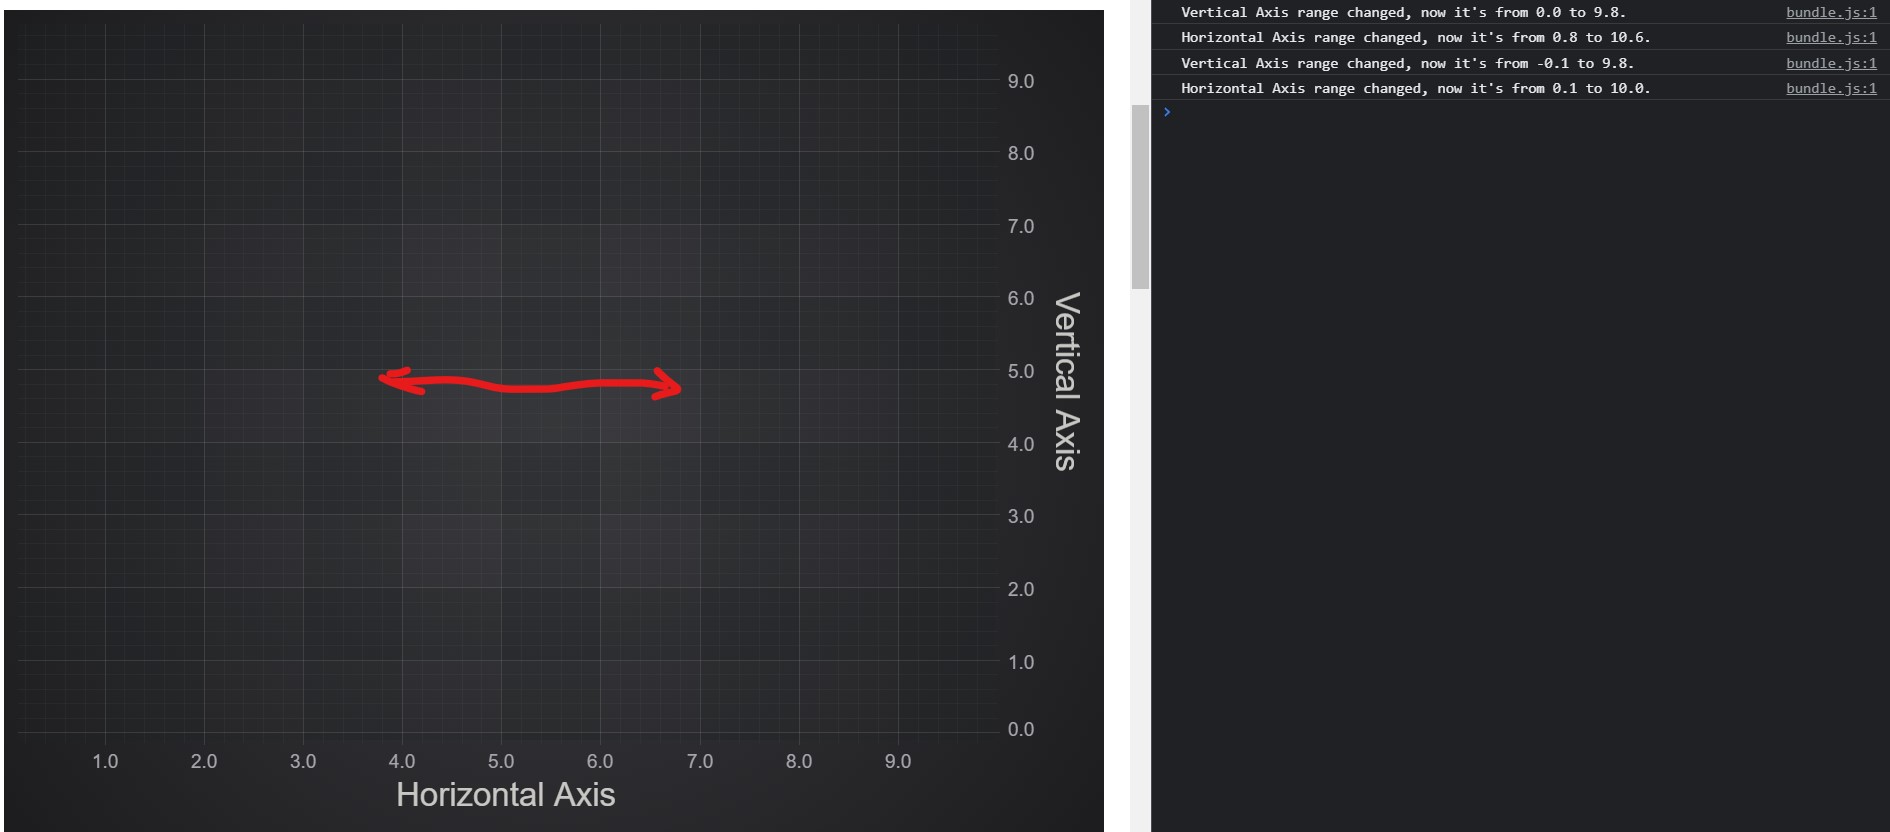 9.0
8.0
7.0
6.0
5.0
4.0
3.0
2.0
1.0
0.0
Vertical Axis
1.0 2.0 3.0 4.0 5.0 6.0 7.0 8.0 9.0
Horizontal Axis
Vertical Axis range changed, now it's from 0.0 to 9.8. bundle.js:1
Horizontal Axis range changed, now it's from 0.8 to 10.6. bundle.js:1
Vertical Axis range changed, now it's from -0.1 to 9.8. bundle.js:1
Horizontal Axis range changed, now it's from 0.1 to 10.0. bundle.js:1